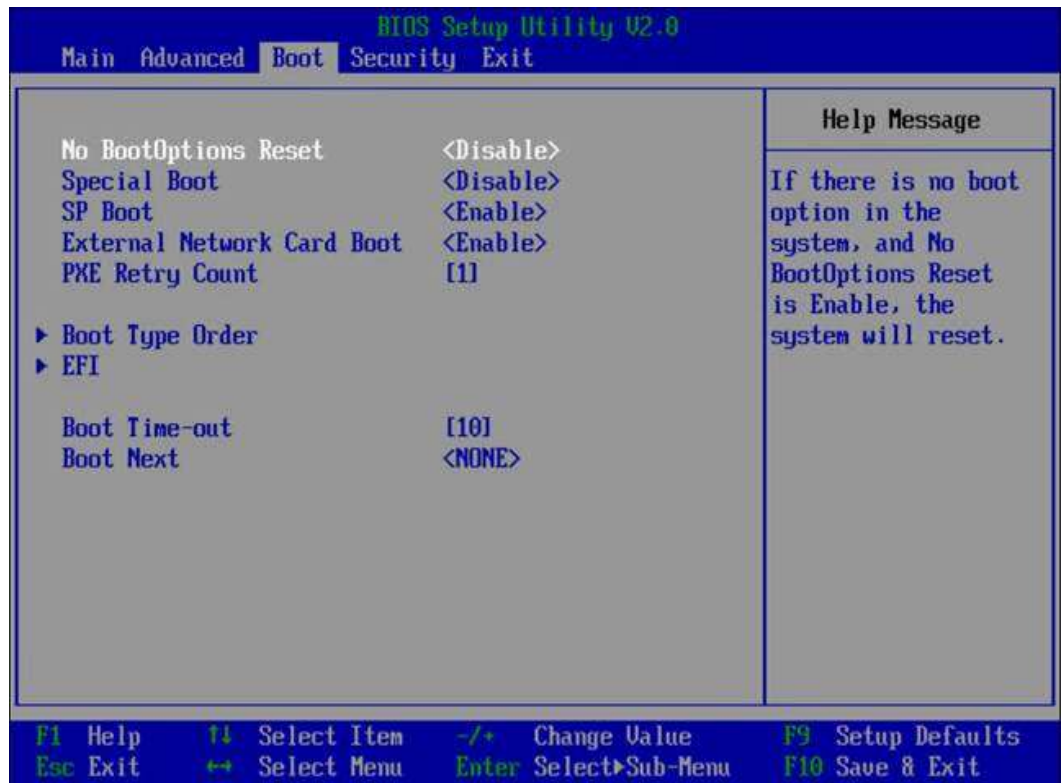 BIOS Setup Utility V2.0
Main Advanced Boot Security Exit
No BootOptions Reset <Disable>
Special Boot <Disable>
SP Boot <Enable>
External Network Card Boot <Enable>
PXE Retry Count [1]
▶ Boot Type Order
▶ EFI
Boot Time-out [10]
Boot Next <NONE>
Help Message
If there is no boot
option in the
system, and No
BootOptions Reset
is Enable, the
system will reset.
F1 Help ↑↓ Select Item -/+ Change Value F9 Setup Defaults
Esc Exit ←→ Select Menu Enter Select▶Sub-Menu F10 Save & Exit